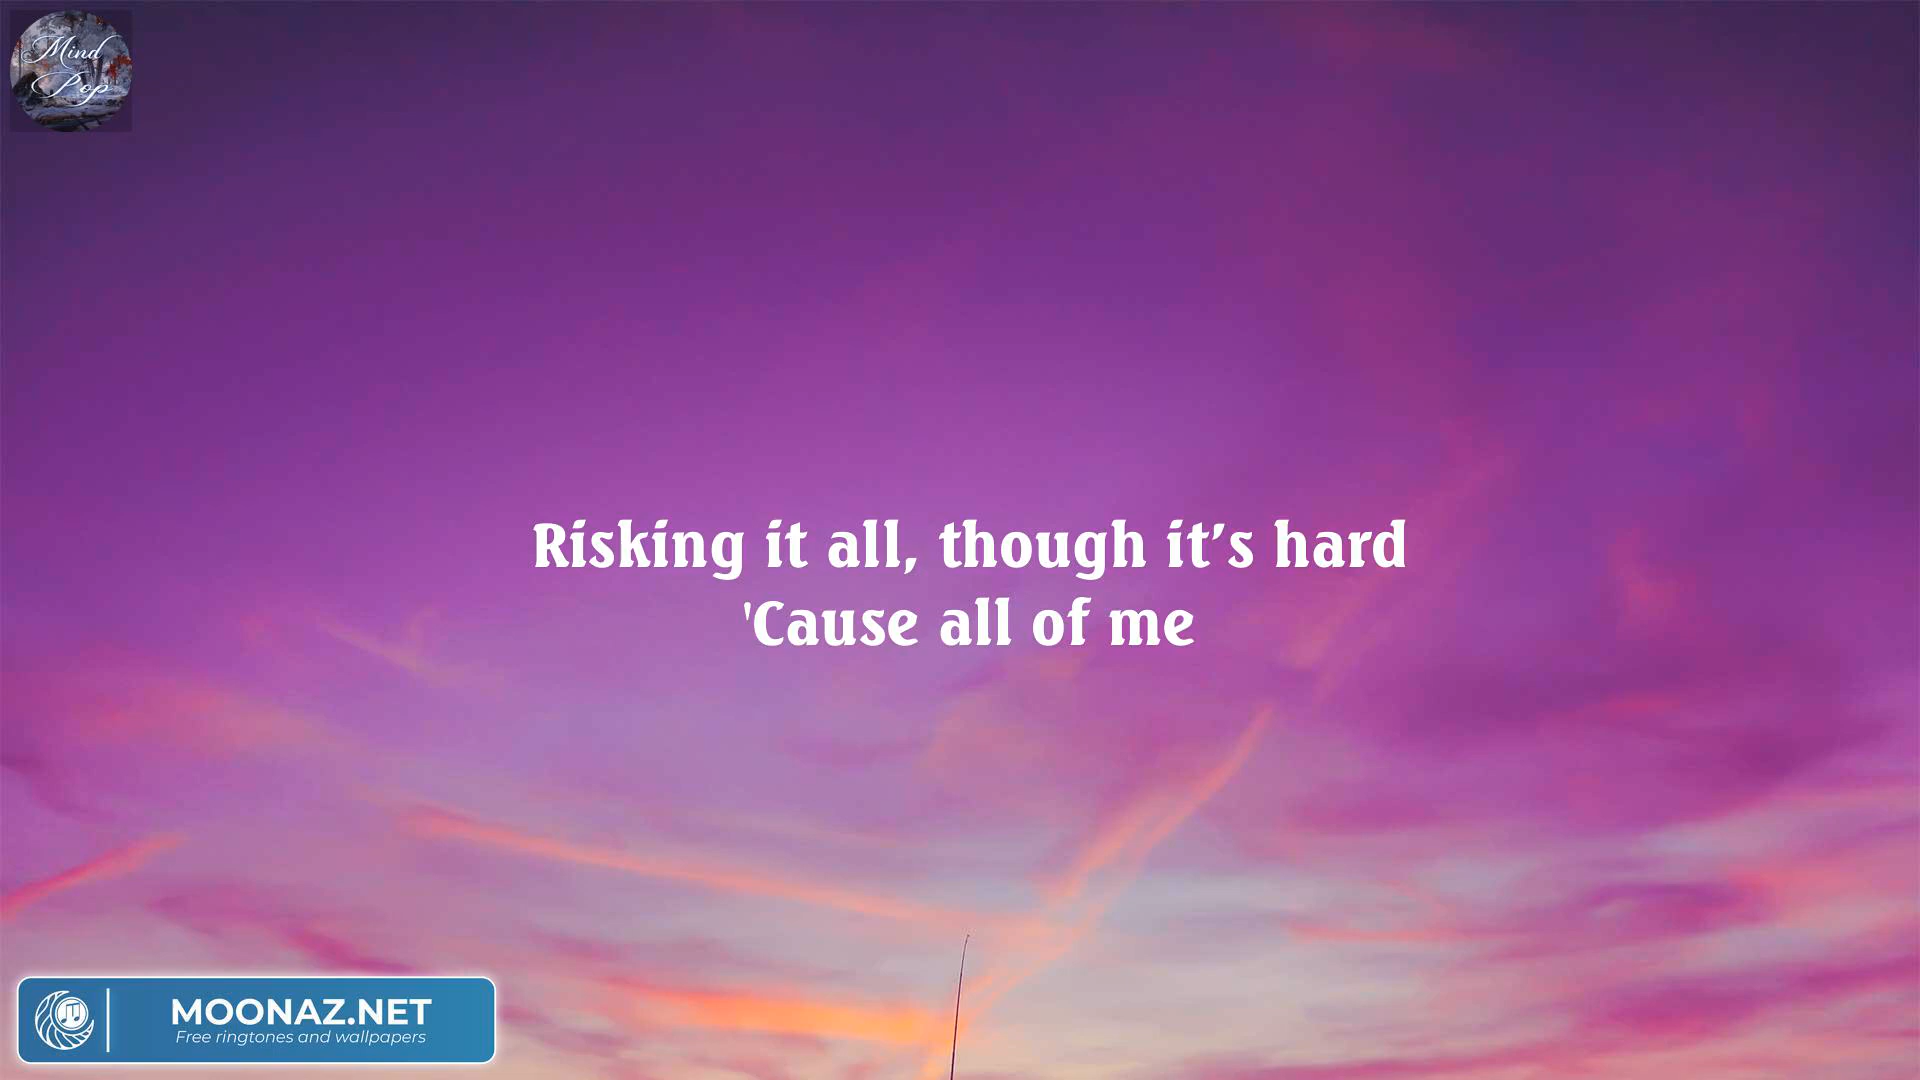 Mind
Pop
Risking it all, though it’s hard
'Cause all of me
MOONAZ.NET
Free ringtones and wallpapers